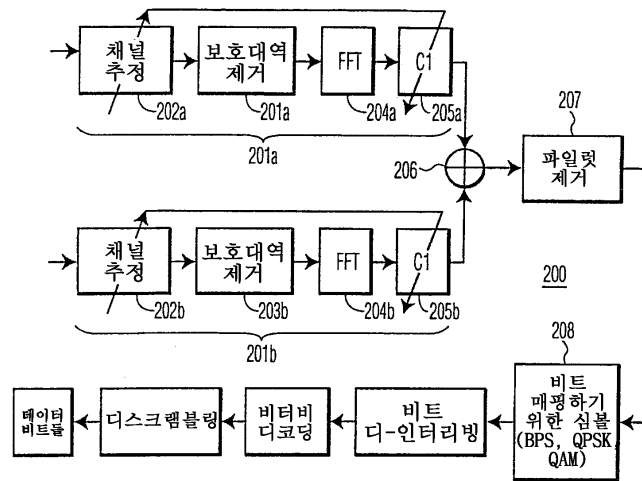 채널
추정
보호대역
제거
FFT
C1
202a
201a
204a
205a
201a
206
207
파일럿
제거
채널
추정
보호대역
제거
FFT
C1
202b
203b
204b
205b
201b
200
208
비트
매핑하기
위한 심볼
(BPS, QPSK,
QAM)
비트
디-인터리빙
비터비
디코딩
디스크램블링
데이터
비트들